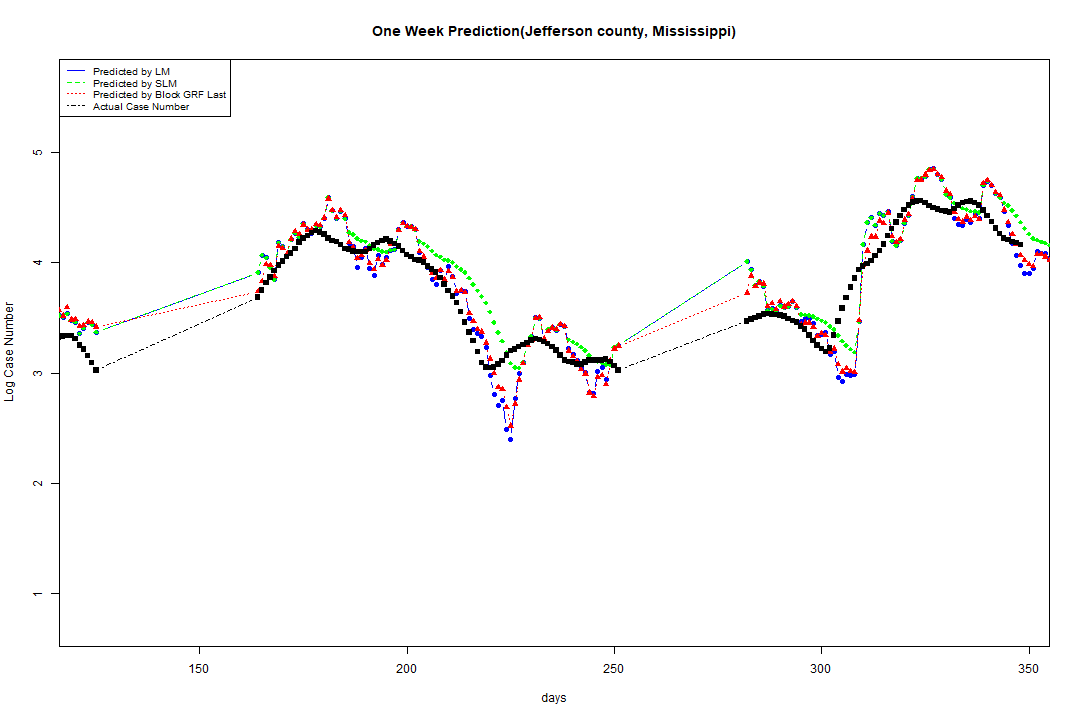 One Week Prediction(Jefferson county, Mississippi)
Predicted by LM
Predicted by SLM
Predicted by Block GRF Last
Actual Case Number
5
4
3
2
1
Log Case Number
150 200 250 300 350
days